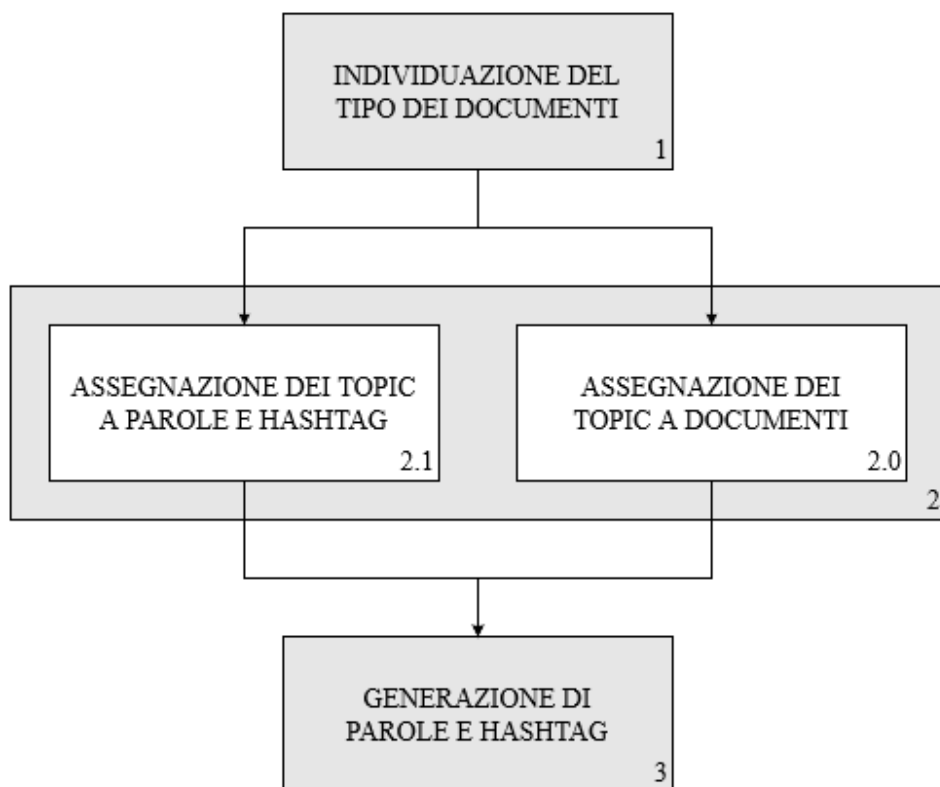 INDIVIDUAZIONE DEL
TIPO DEI DOCUMENTI
1
ASSEGNAZIONE DEI TOPIC
A PAROLE E HASHTAG
2.1
ASSEGNAZIONE DEI
TOPIC A DOCUMENTI
2.0
2
GENERAZIONE DI
PAROLE E HASHTAG
3